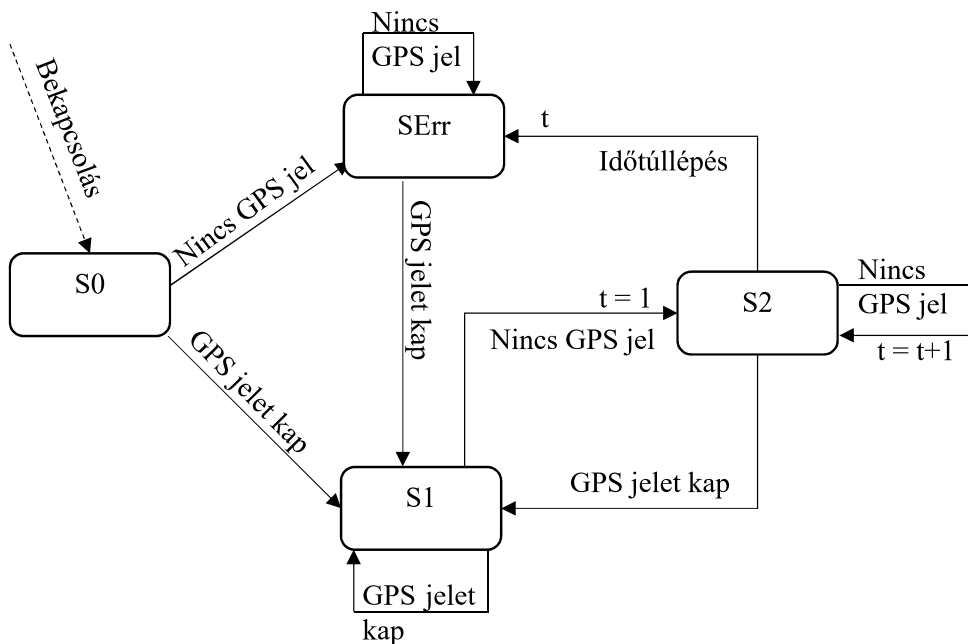 Nincs
GPS jel
SErr
t
Időtúllépés
Bekapcsolás
Nincs GPS jel
GPS jelet kap
S0
GPS jelet kap
t = 1
Nincs GPS jel
S2
Nincs
GPS jel
t = t+1
S1
GPS jelet kap
GPS jelet
kap